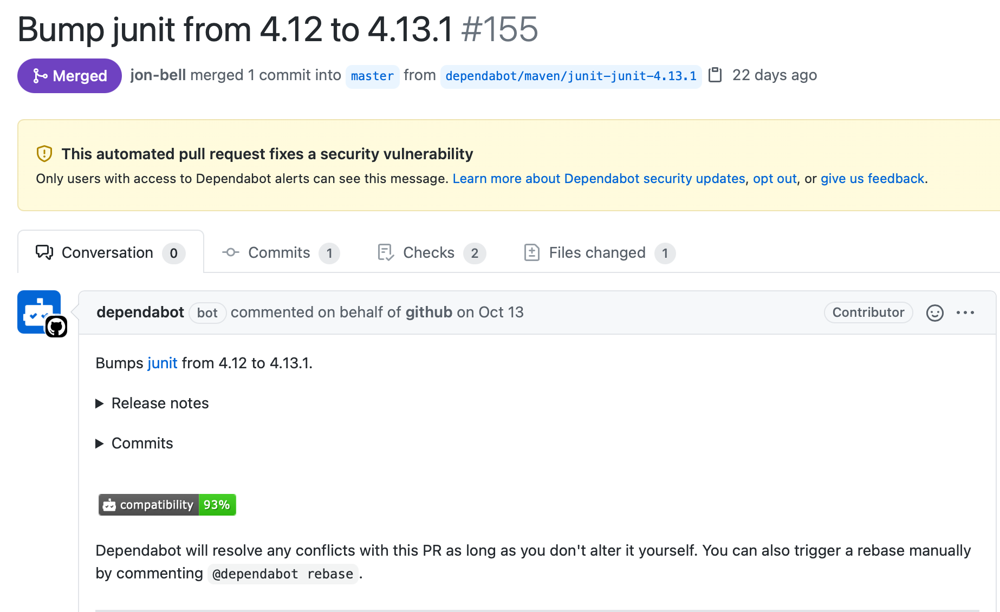 Bump junit from 4.12 to 4.13.1 #155
Merged jon-bell merged 1 commit into master from dependabot/maven/junit-junit-4.13.1 22 days ago
This automated pull request fixes a security vulnerability
Only users with access to Dependabot alerts can see this message. Learn more about Dependabot security updates, opt out, or give us feedback.
Conversation 0 Commits 1 Checks 2 Files changed 1
dependabot bot commented on behalf of github on Oct 13 Contributor
Bumps junit from 4.12 to 4.13.1.
Release notes
Commits
compatibility 93%
Dependabot will resolve any conflicts with this PR as long as you don't alter it yourself. You can also trigger a rebase manually
by commenting @dependabot rebase.